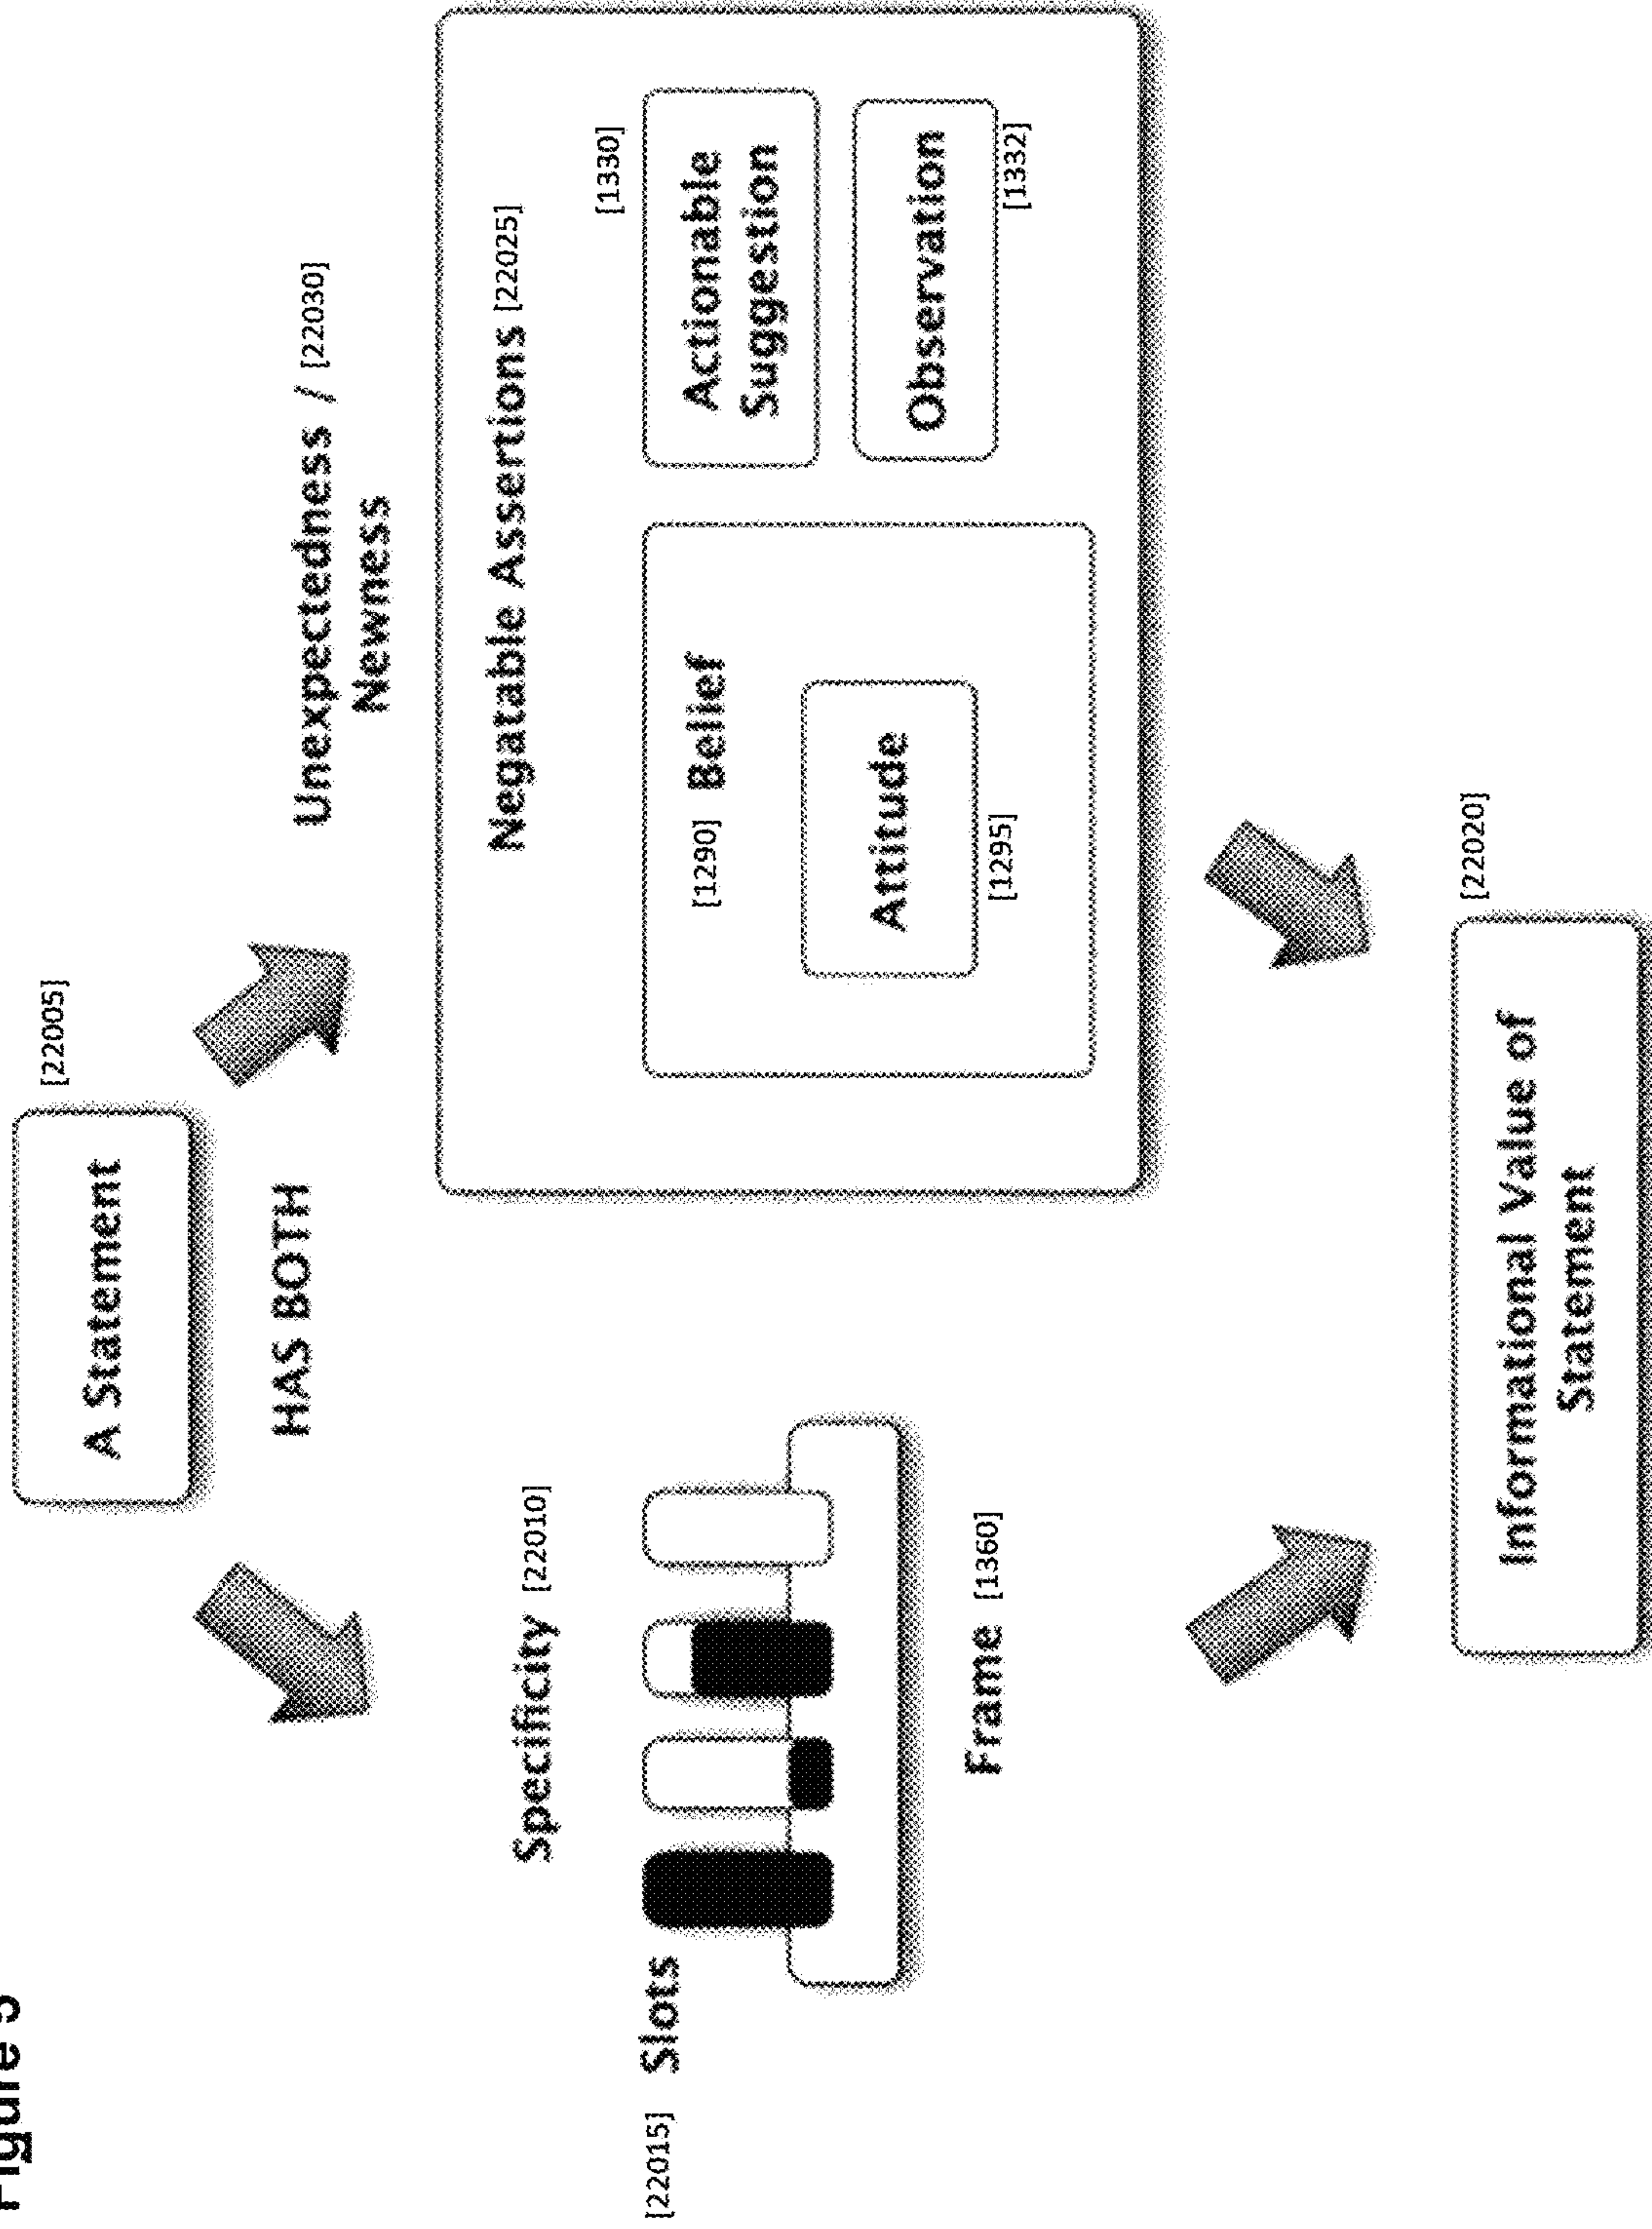 Figure 5
A Statement
[22005]
HAS BOTH
Unexpectedness / [22030]
Newness
Specificity [22010]
[22015] Slots
Frame [1360]
Negatable Assertions [22025]
[1290] Belief
Attitude
[1295]
[1330]
Actionable
Suggestion
Observation
[1332]
[22020]
Informational Value of
Statement